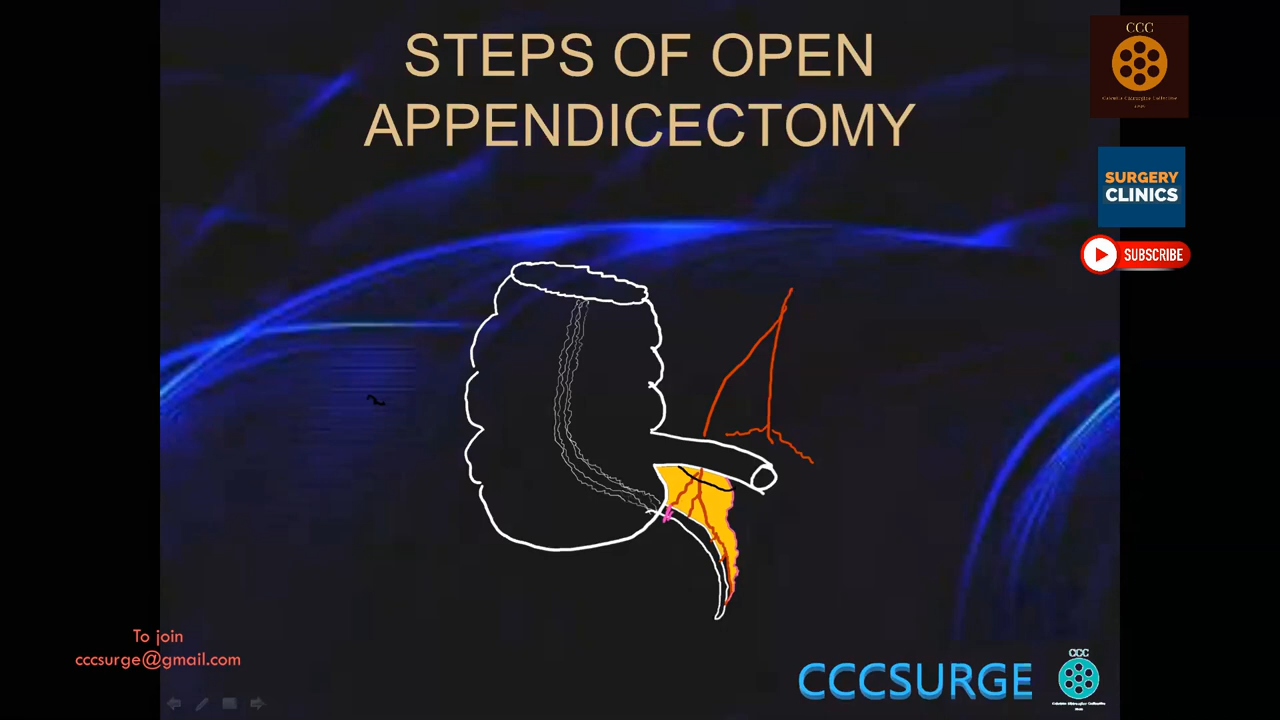 STEPS OF OPEN
APPENDICECTOMY
CCC
SURGERY
CLINICS
SUBSCRIBE
To join
cccsurge@gmail.com
CCCSURGE
CCC